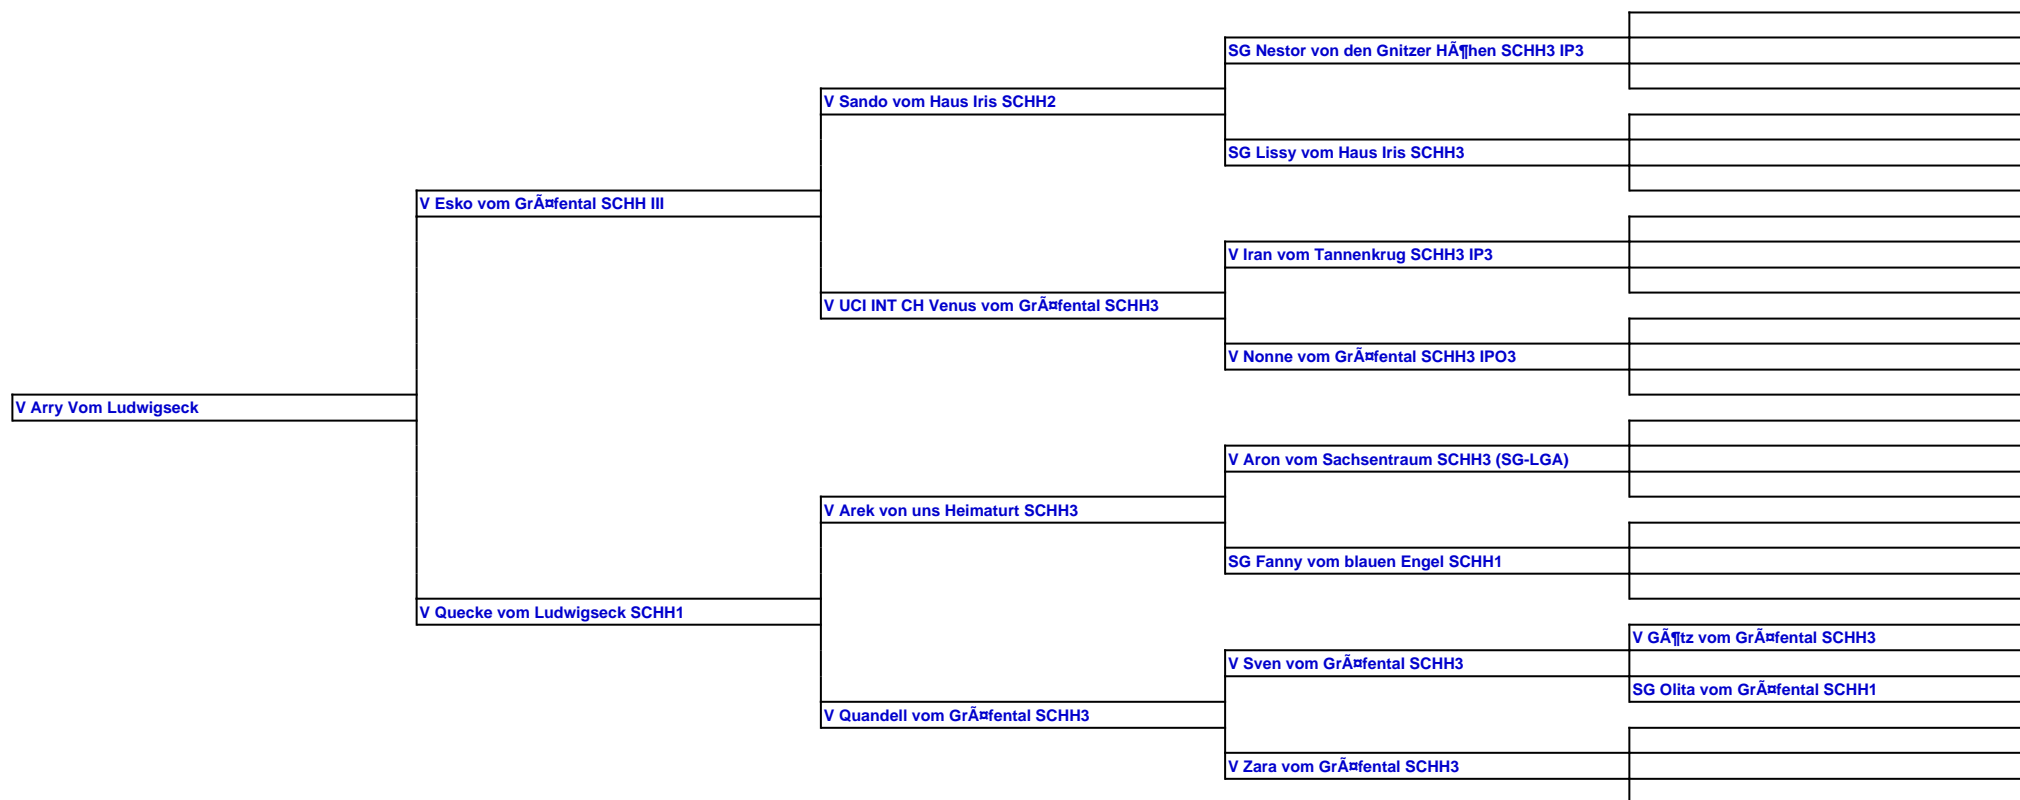 SG Nestor von den Gnitzer HÃ¶hen SCHH3 IP3
V Sando vom Haus Iris SCHH2
SG Lissy vom Haus Iris SCHH3
V Esko vom GrÃ¤fental SCHH III
V Iran vom Tannenkrug SCHH3 IP3
V UCI INT CH Venus vom GrÃ¤fental SCHH3
V Nonne vom GrÃ¤fental SCHH3 IPO3
V Arry Vom Ludwigseck
V Aron vom Sachsentraum SCHH3 (SG-LGA)
V Arek von uns Heimaturt SCHH3
SG Fanny vom blauen Engel SCHH1
V Quecke vom Ludwigseck SCHH1
V GÃ¶tz vom GrÃ¤fental SCHH3
V Sven vom GrÃ¤fental SCHH3
SG Olita vom GrÃ¤fental SCHH1
V Quandell vom GrÃ¤fental SCHH3
V Zara vom GrÃ¤fental SCHH3